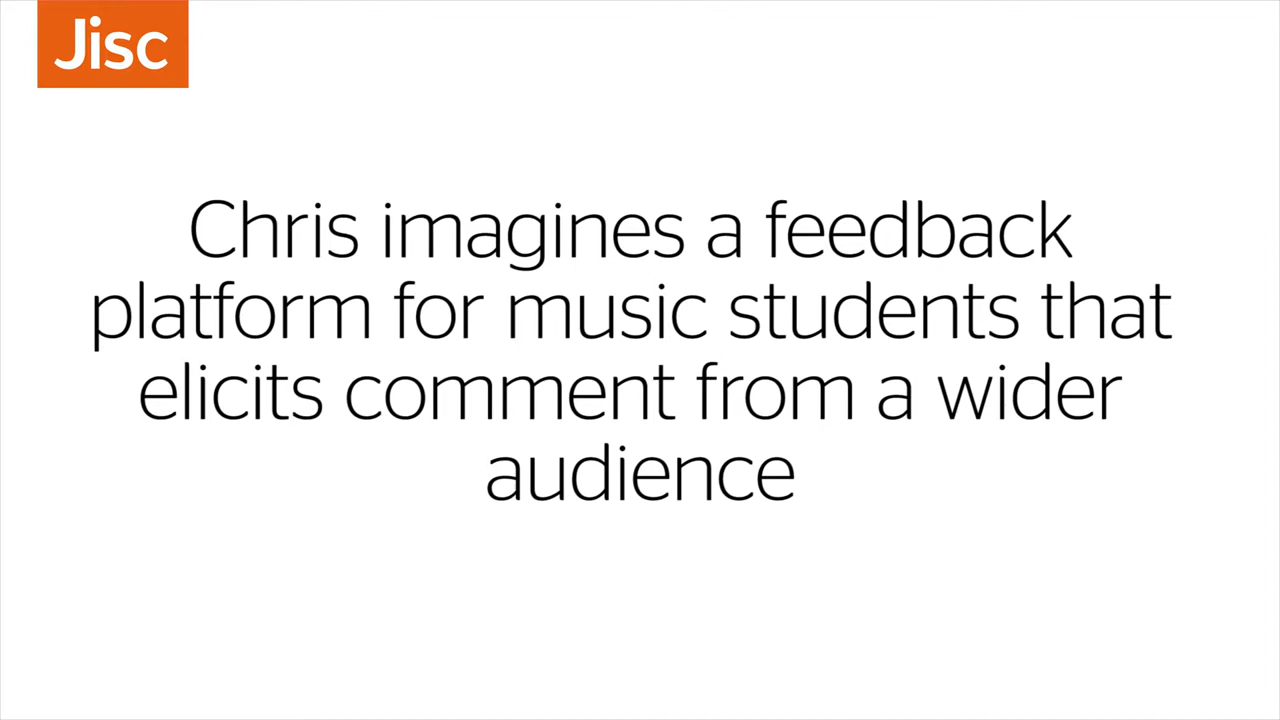 Jisc
Chris imagines a feedback
platform for music students that
elicits comment from a wider
audience